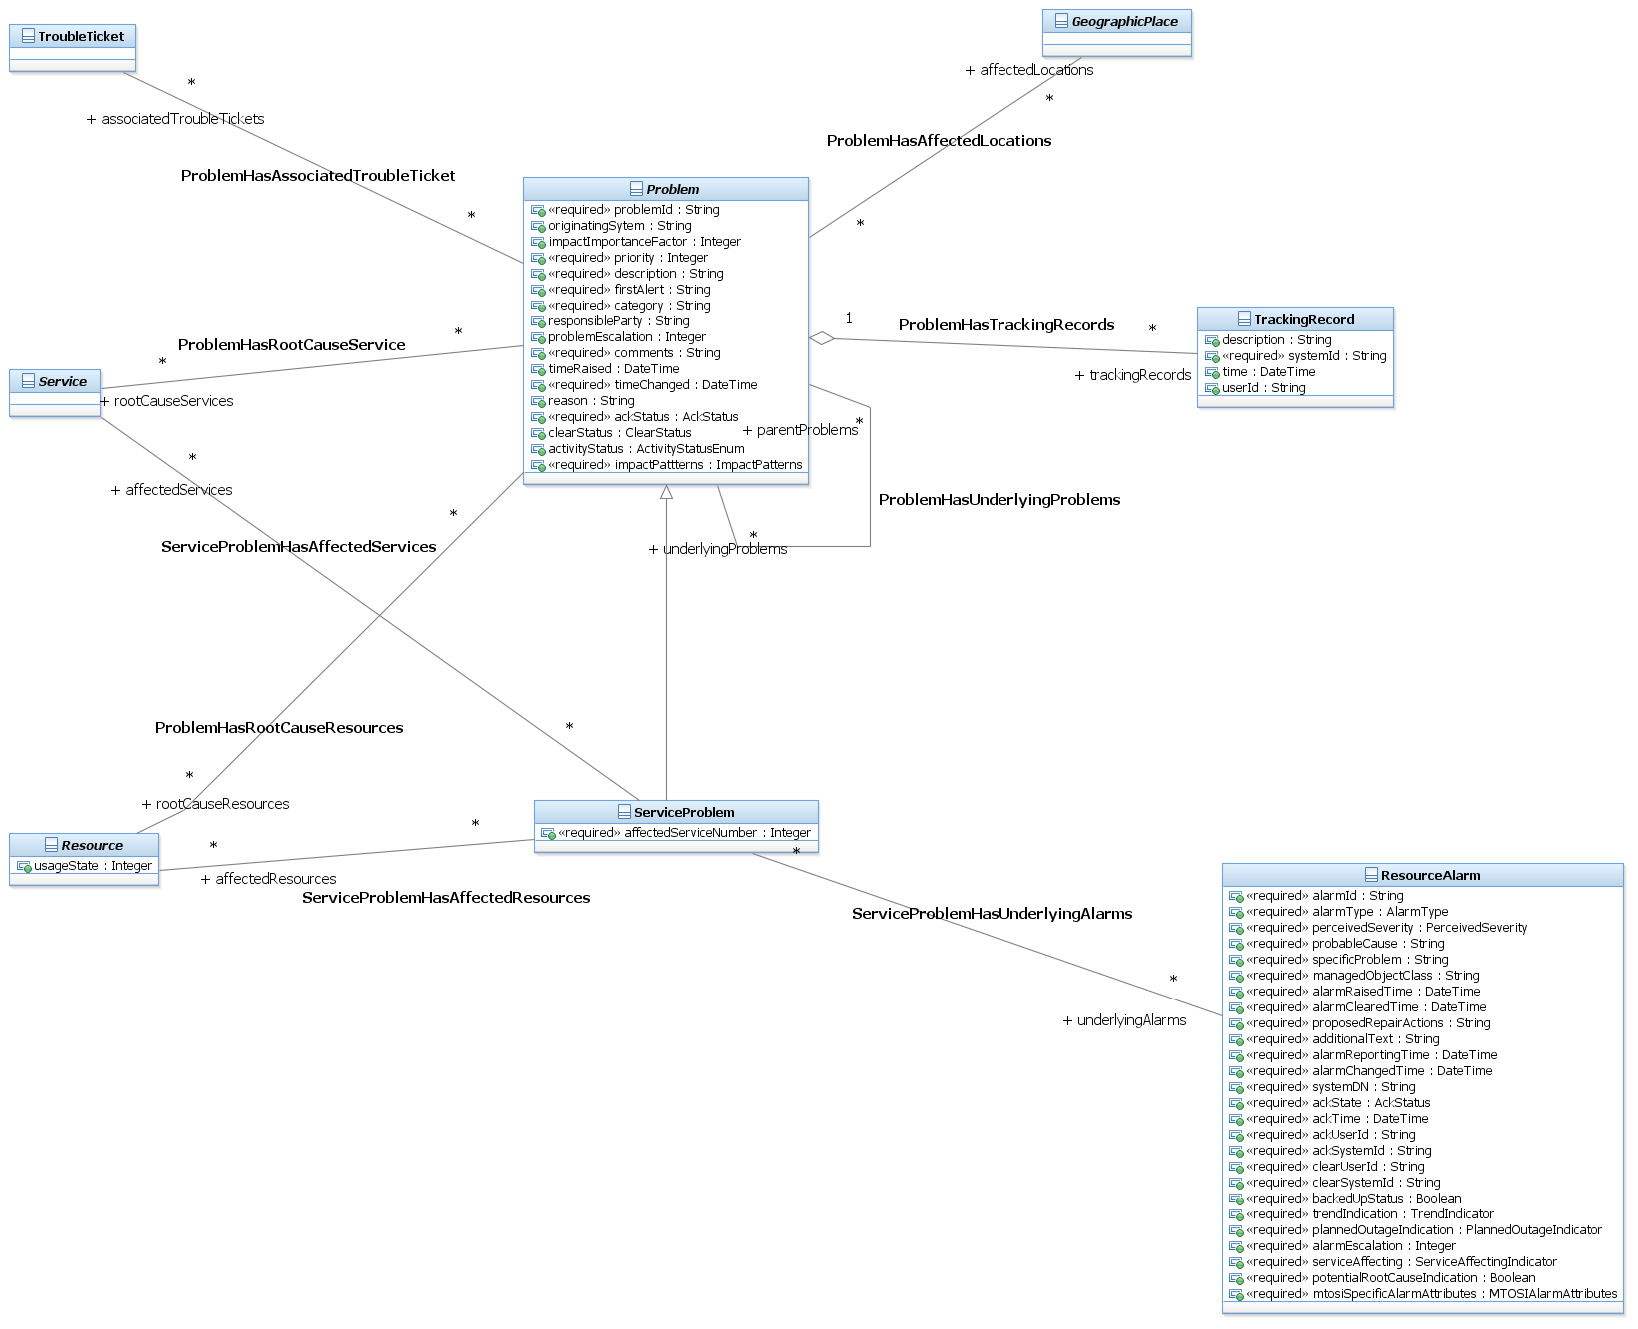 TroubleTicket
GeographicPlace
+ affectedLocations
*
*
+ associatedTroubleTickets
ProblemHasAffectedLocations
ProblemHasAssociatedTroubleTicket
*
*
Problem
«required» problemId : String
originatingSytem : String
impactImportanceFactor : Integer
«required» priority : Integer
«required» description : String
«required» firstAlert : String
«required» category : String
responsibleParty : String
problemEscalation : Integer
«required» comments : String
timeRaised : DateTime
«required» timeChanged : DateTime
reason : String
«required» ackStatus : AckStatus
clearStatus : ClearStatus
activityStatus : ActivityStatusEnum
«required» impactPattterns : ImpactPatterns
1
ProblemHasTrackingRecords
*
+ trackingRecords
TrackingRecord
description : String
«required» systemId : String
time : DateTime
userId : String
*
ProblemHasRootCauseService
*
Service
+ rootCauseServices
*
+ parentProblems
*
+ affectedServices
ProblemHasUnderlyingProblems
*
*
+ underlyingProblems
ServiceProblemHasAffectedServices
ProblemHasRootCauseResources
*
*
+ rootCauseResources
ServiceProblem
«required» affectedServiceNumber : Integer
*
*
*
Resource
usageState : Integer
+ affectedResources
ServiceProblemHasAffectedResources
ServiceProblemHasUnderlyingAlarms
*
+ underlyingAlarms
ResourceAlarm
«required» alarmId : String
«required» alarmType : AlarmType
«required» perceivedSeverity : PerceivedSeverity
«required» probableCause : String
«required» specificProblem : String
«required» managedObjectClass : String
«required» alarmRaisedTime : DateTime
«required» alarmClearedTime : DateTime
«required» proposedRepairActions : String
«required» additionalText : String
«required» alarmReportingTime : DateTime
«required» alarmChangedTime : DateTime
«required» systemDN : String
«required» ackState : AckStatus
«required» ackTime : DateTime
«required» ackUserId : String
«required» ackSystemId : String
«required» clearUserId : String
«required» clearSystemId : String
«required» backedUpStatus : Boolean
«required» trendIndication : TrendIndicator
«required» plannedOutageIndication : PlannedOutageIndicator
«required» alarmEscalation : Integer
«required» serviceAffecting : ServiceAffectingIndicator
«required» potentialRootCauseIndication : Boolean
«required» mtosiSpecificAlarmAttributes : MTOSIAlarmAttributes